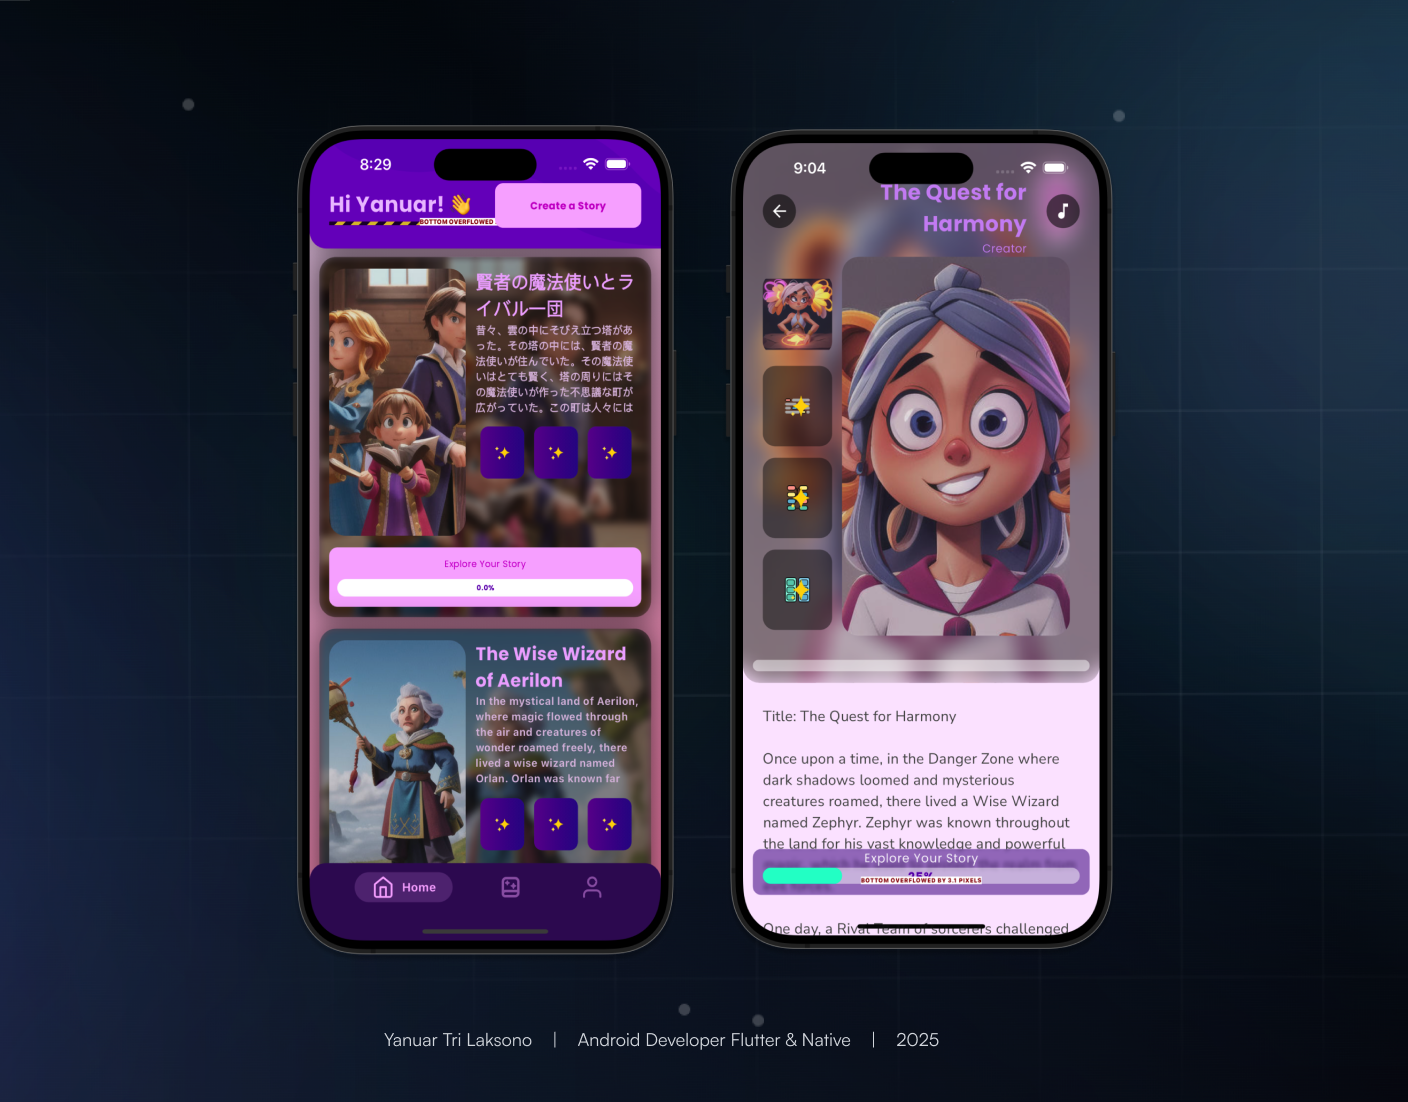 8:29
Hi Yanuar! 👋
Create a Story
BOTTOM OVERFLOWED
賢者の魔法使いとラ
イバル一団
昔々、雲の中にそびえ立つ塔があ
った。その塔の中には、賢者の魔
法使いが住んでいた。その魔法使
いはとても賢く、塔の周りにはそ
の魔法使いが作った不思議な町が
広がっていた。この町は人々には
Explore Your Story
0.0%
The Wise Wizard
of Aerilon
In the mystical land of Aerilon,
where magic flowed through
the air and creatures of
wonder roamed freely, there
lived a wise wizard named
Orlan. Orlan was known far
Home
9:04
The Quest for
Harmony
Creator
Title: The Quest for Harmony
Once upon a time, in the Danger Zone where
dark shadows loomed and mysterious
creatures roamed, there lived a Wise Wizard
named Zephyr. Zephyr was known throughout
the land for his vast knowledge and powerful
Explore Your Story
25%
BOTTOM OVERFLOWED BY 3.1 PIXELS
One day, a Rival Team of sorcerers challenged
Yanuar Tri Laksono | Android Developer Flutter & Native | 2025